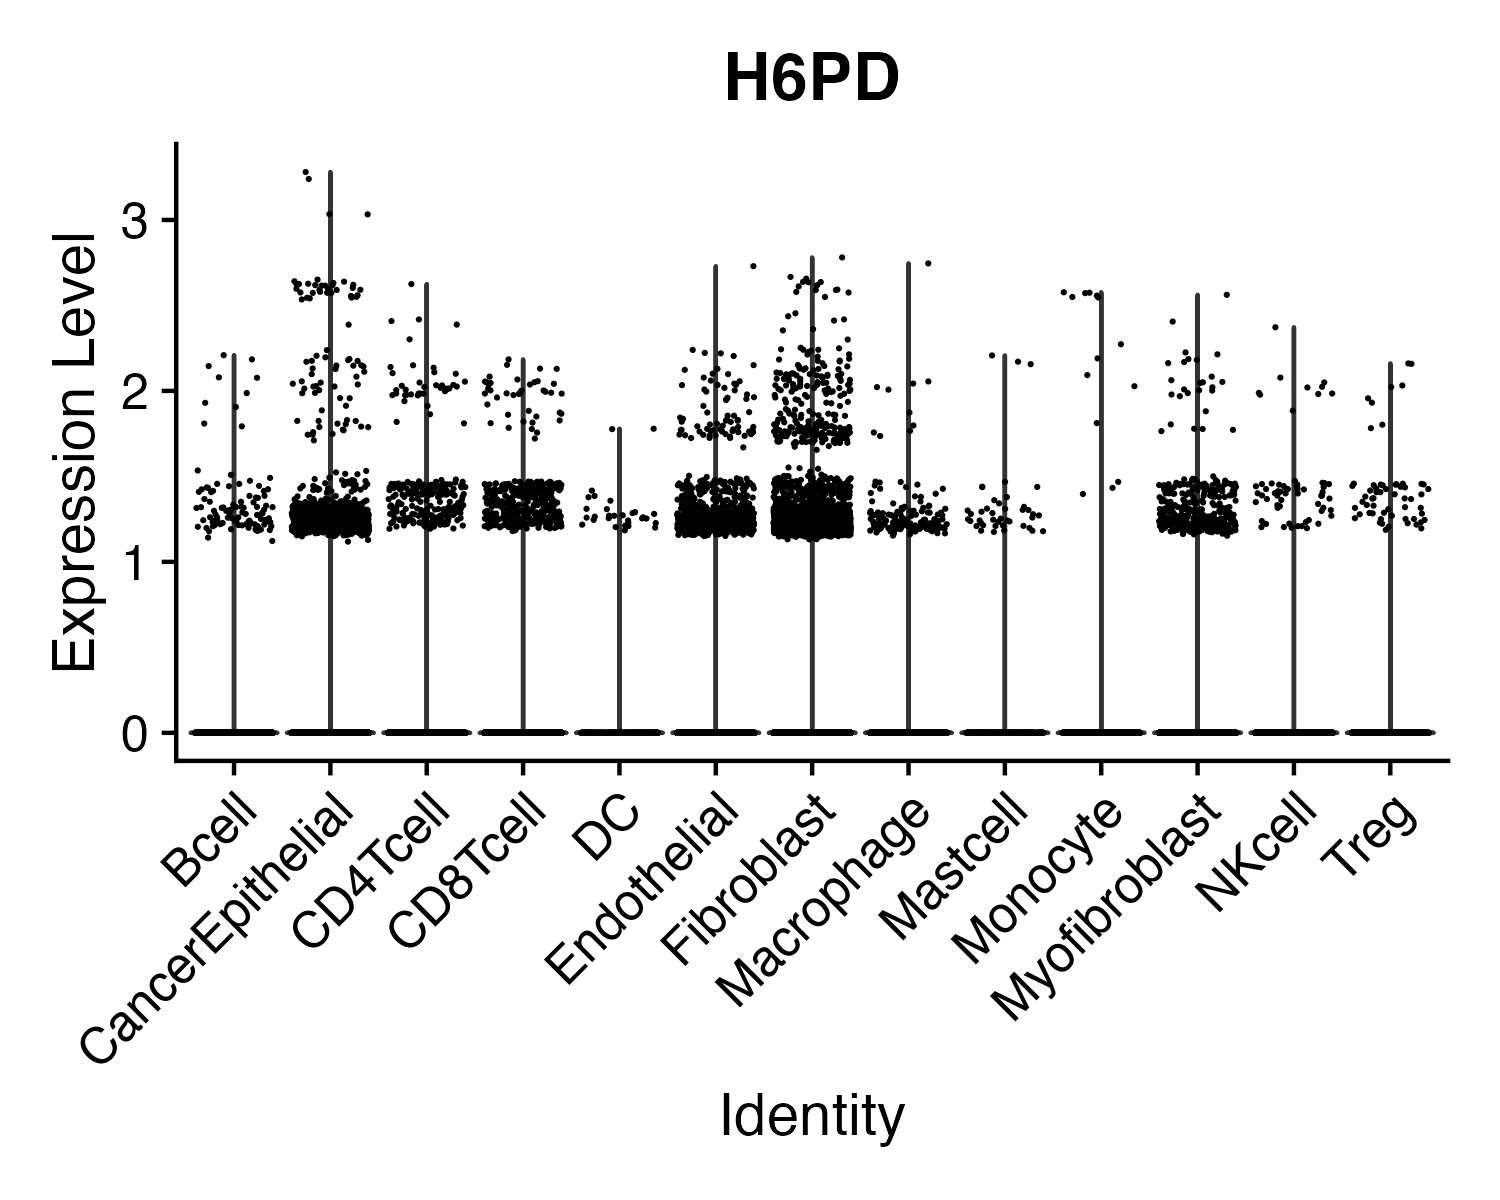 H6PD
Expression Level
3
2
1
0
Bcell
CancerEpithelial
CD4Tcell
CD8Tcell
DC
Endothelial
Fibroblast
Macrophage
Mastcell
Monocyte
Myofibroblast
NKcell
Treg
Identity